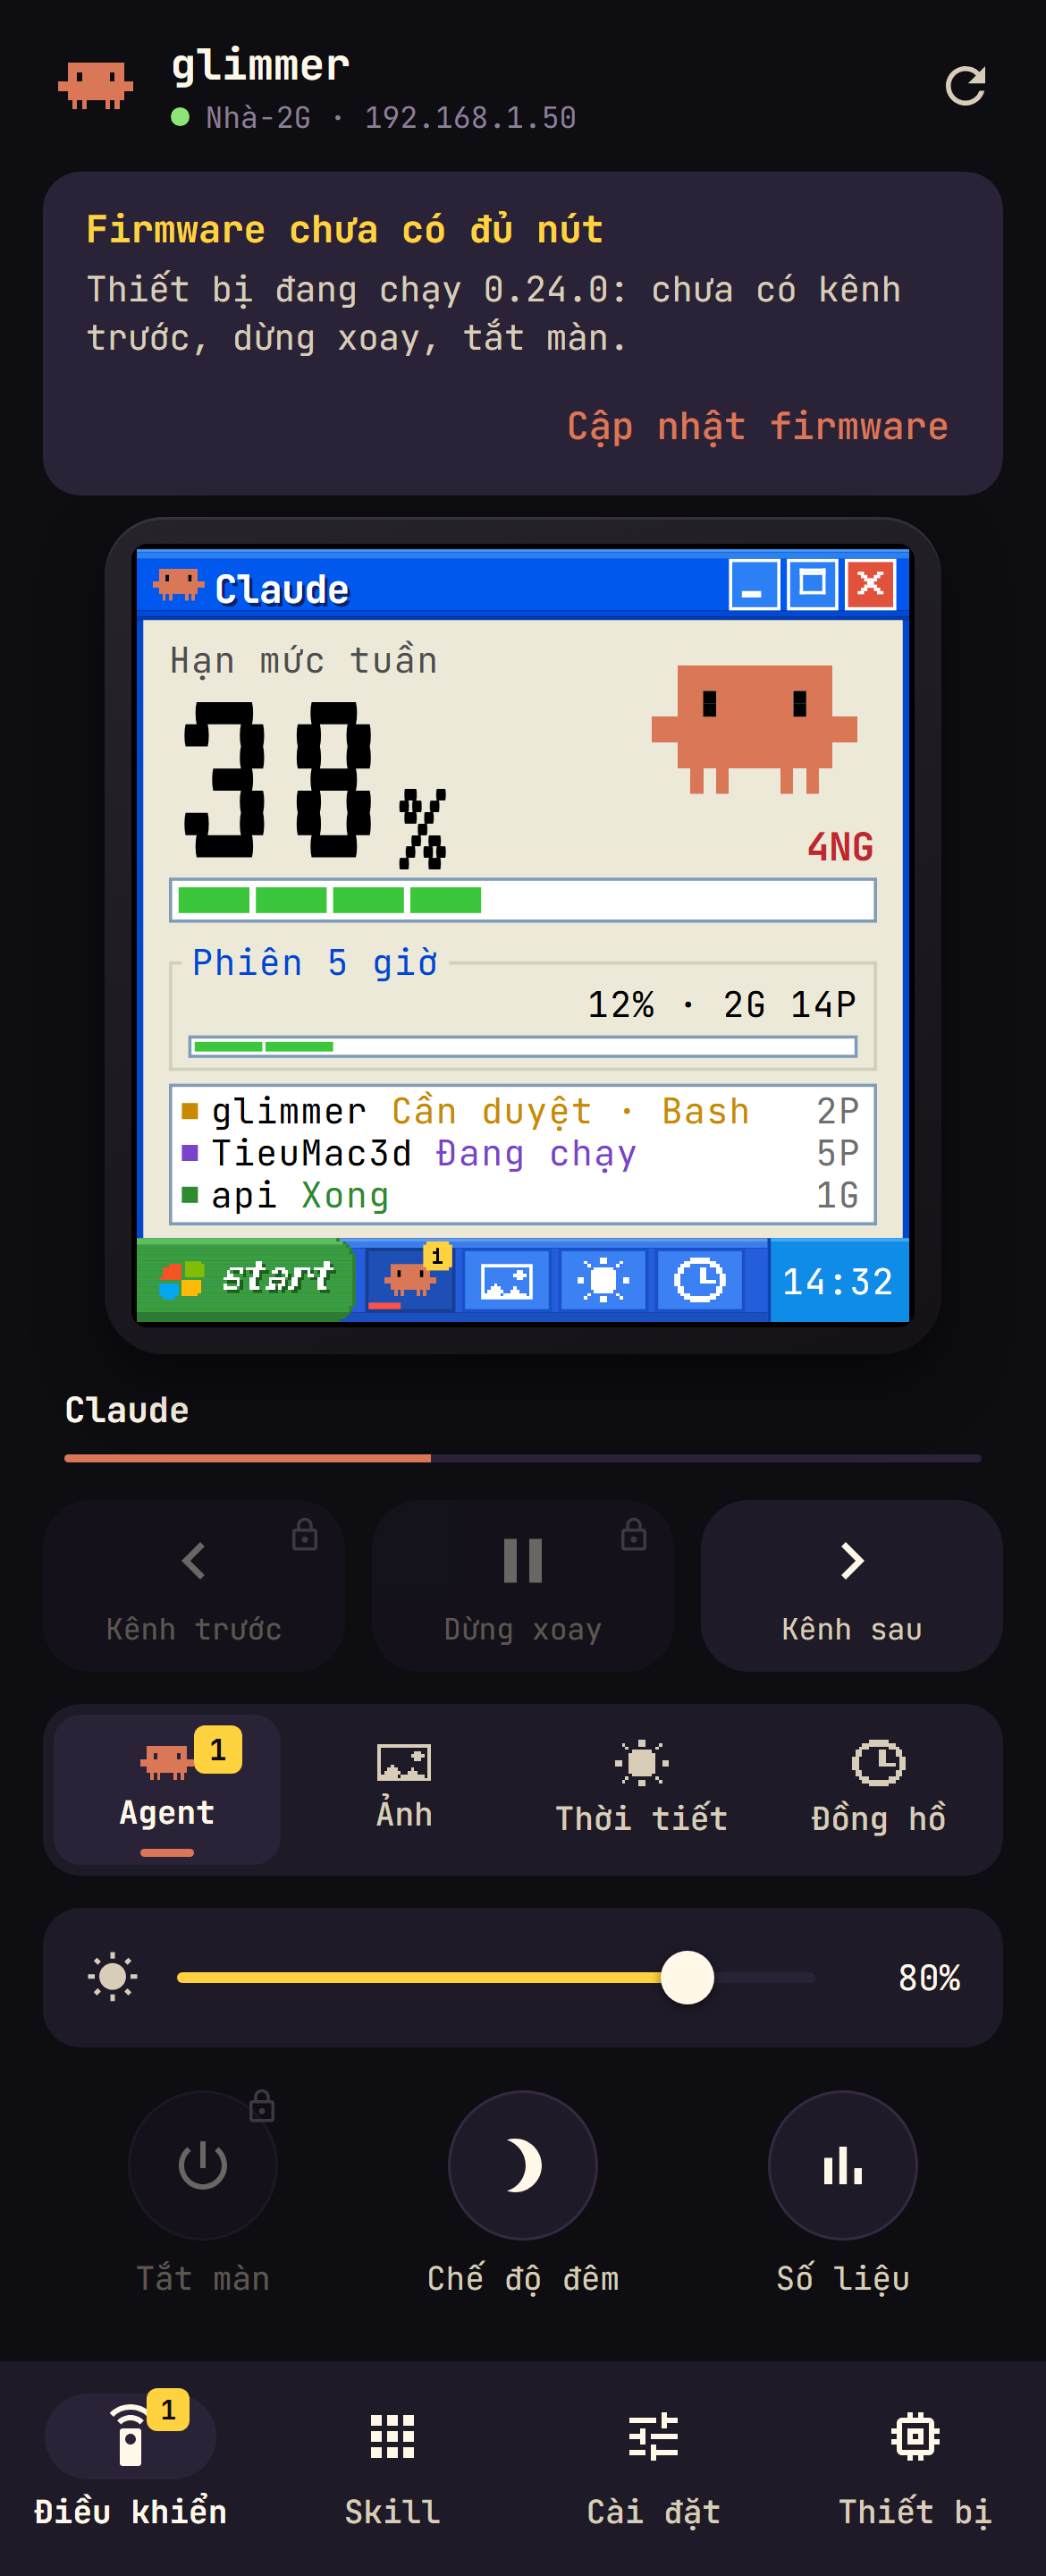 glimmer
Nhà-2G · 192.168.1.50
Firmware chưa có đủ nút
Thiết bị đang chạy 0.24.0: chưa có kênh
trước, dừng xoay, tắt màn.
Cập nhật firmware
Claude
Hạn mức tuần
38%
4NG
Phiên 5 giờ
12% · 2G 14P
glimmer Cần duyệt · Bash 2P
TieuMac3d Đang chạy 5P
api Xong 1G
start 1 14:32
Claude
Kênh trước Dừng xoay Kênh sau
1
Agent Ảnh Thời tiết Đồng hồ
80%
Tắt màn Chế độ đêm Số liệu
1
Điều khiển Skill Cài đặt Thiết bị